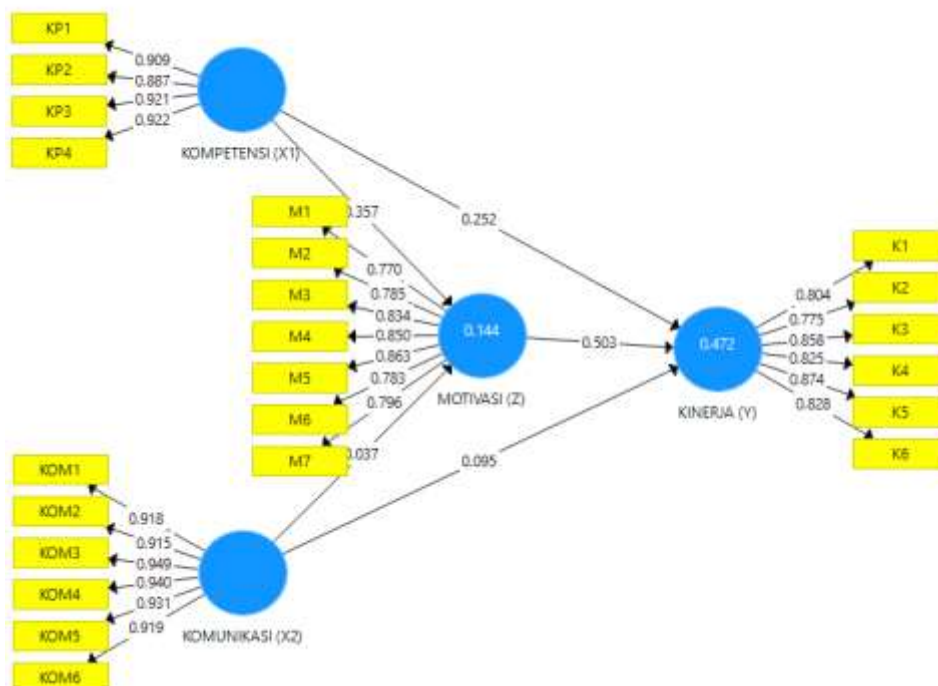 KP1
0.909
KP2
0.887
KP3
0.921
KP4
0.922
KOMPETENSI (X1)
0.357
0.252
M1
M2
M3
M4
M5
M6
M7
0.770
0.785
0.834
0.850
0.863
0.783
0.796
0.144
MOTIVASI (Z)
0.503
0.472
KINERJA (Y)
0.804
0.775
0.858
0.825
0.874
0.828
K1
K2
K3
K4
K5
K6
0.037
0.095
KOM1
KOM2
KOM3
KOM4
KOM5
KOM6
0.918
0.915
0.949
0.940
0.931
0.919
KOMUNIKASI (X2)